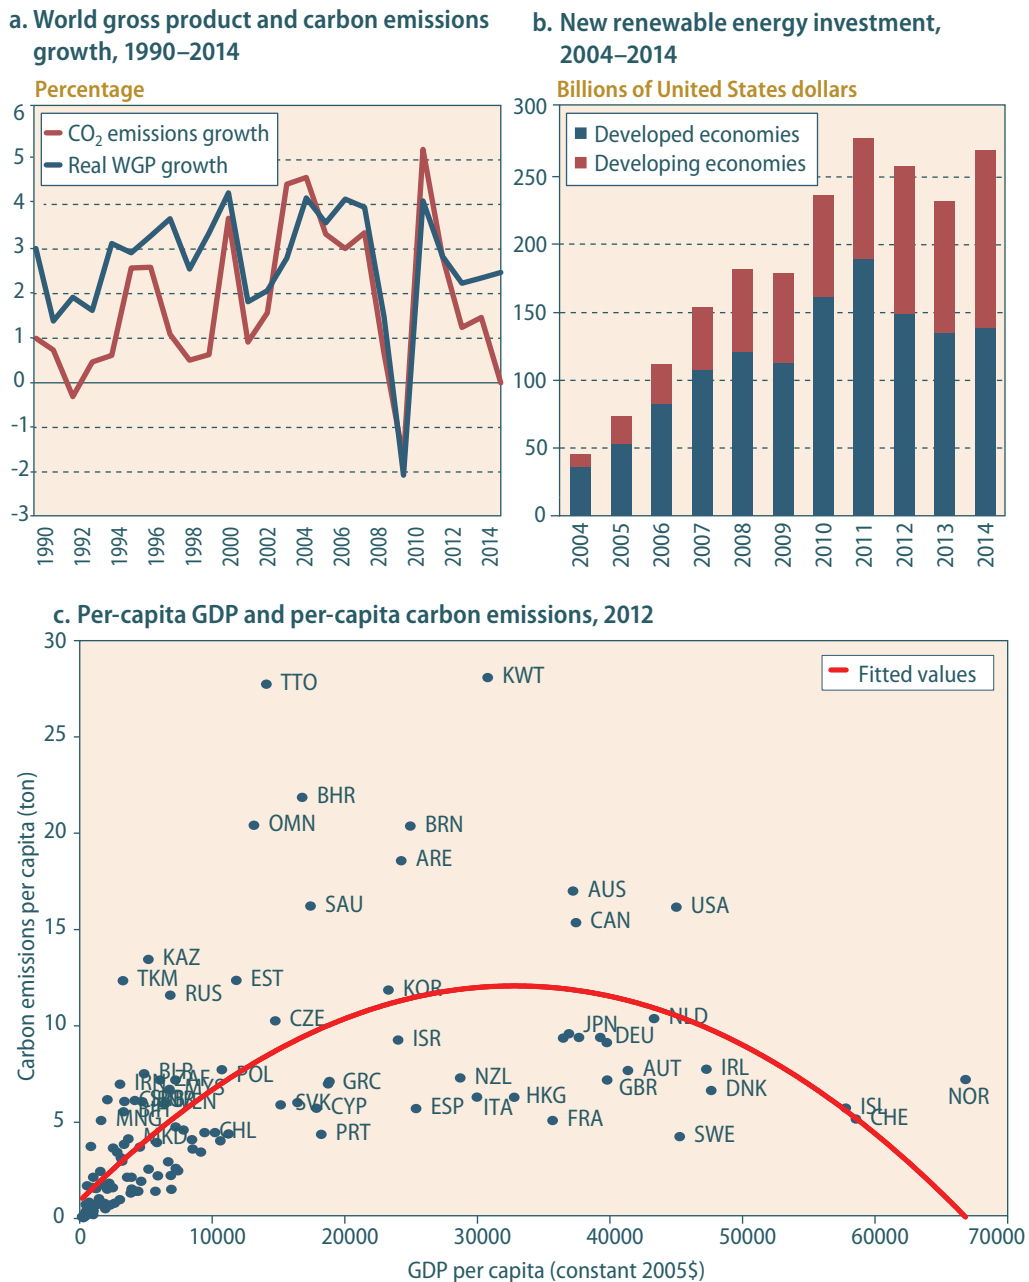 a. World gross product and carbon emissions
growth, 1990–2014
Percentage
6
5
4
3
2
1
0
-1
-2
-3
CO2 emissions growth
Real WGP growth
1990
1992
1994
1996
1998
2000
2002
2004
2006
2008
2010
2012
2014
b. New renewable energy investment,
2004–2014
Billions of United States dollars
300
250
200
150
100
50
0
Developed economies
Developing economies
2004
2005
2006
2007
2008
2009
2010
2011
2012
2013
2014
c. Per-capita GDP and per-capita carbon emissions, 2012
Carbon emissions per capita (ton)
30
25
20
15
10
5
0
Fitted values
TTO
KWT
BHR
OMN
BRN
ARE
SAU
AUS
CAN
USA
KAZ
TKM
EST
RUS
KOR
CZE
ISR
NLD
JPN
DEU
BLR
ZAF
IRN
MYS
POL
GRC
NZL
AUT
GBR
IRL
DNK
NOR
SVK
CYP
ESP
ITA
HKG
FRA
ISL
CHE
MNG
BIH
MKD
CHL
PRT
SWE
0
10000
20000
30000
40000
50000
60000
70000
GDP per capita (constant 2005$)